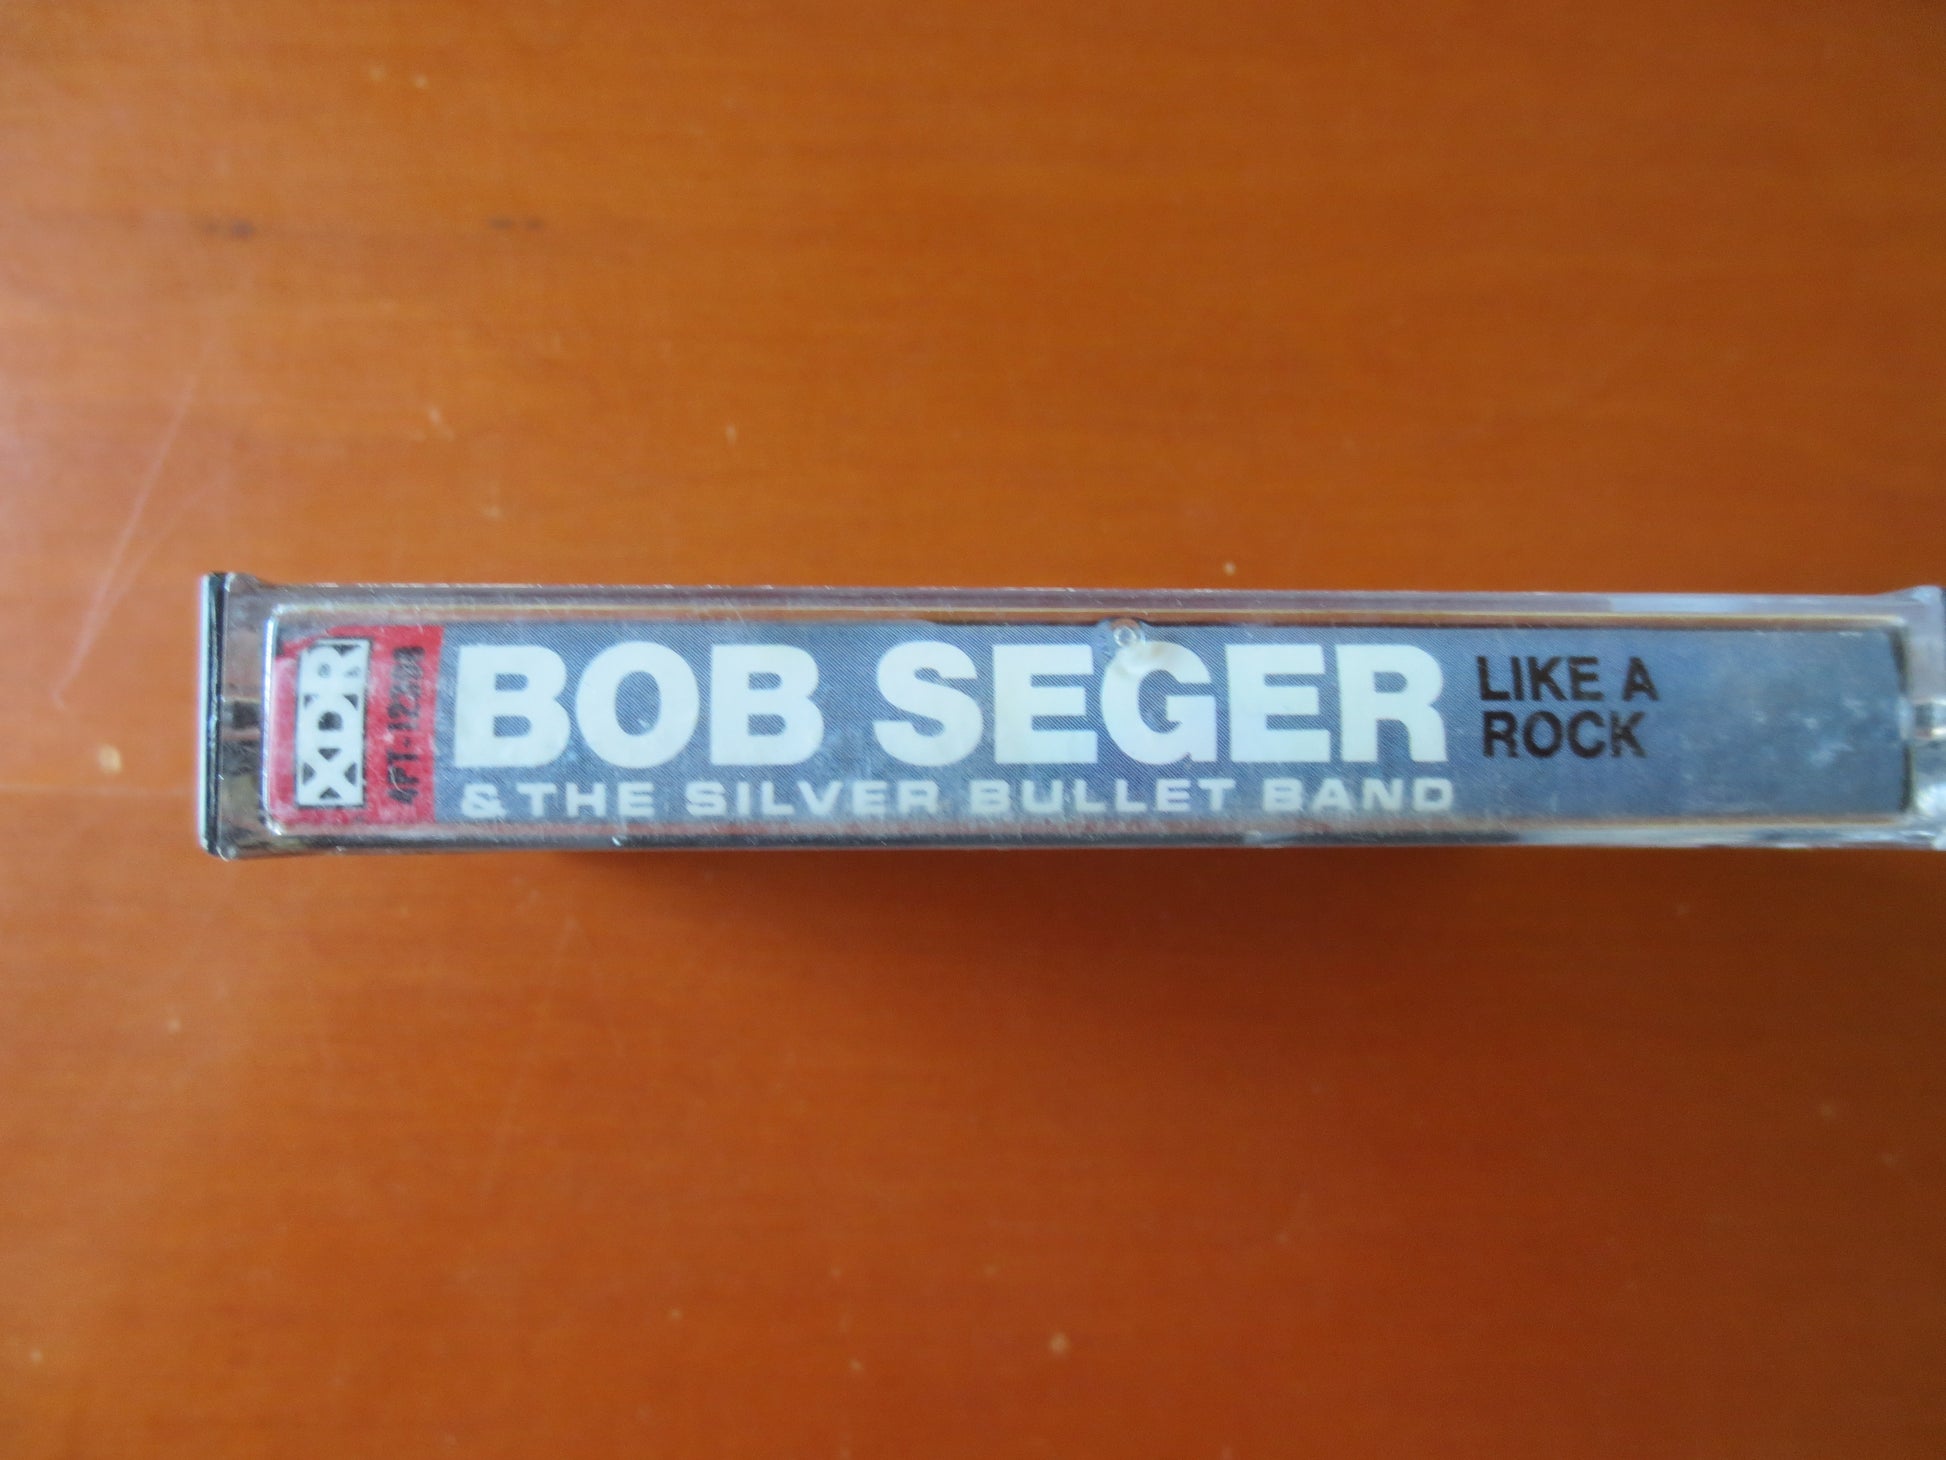 XDR
BOB SEGER
& THE SILVER BULLET BAND
LIKE A
ROCK